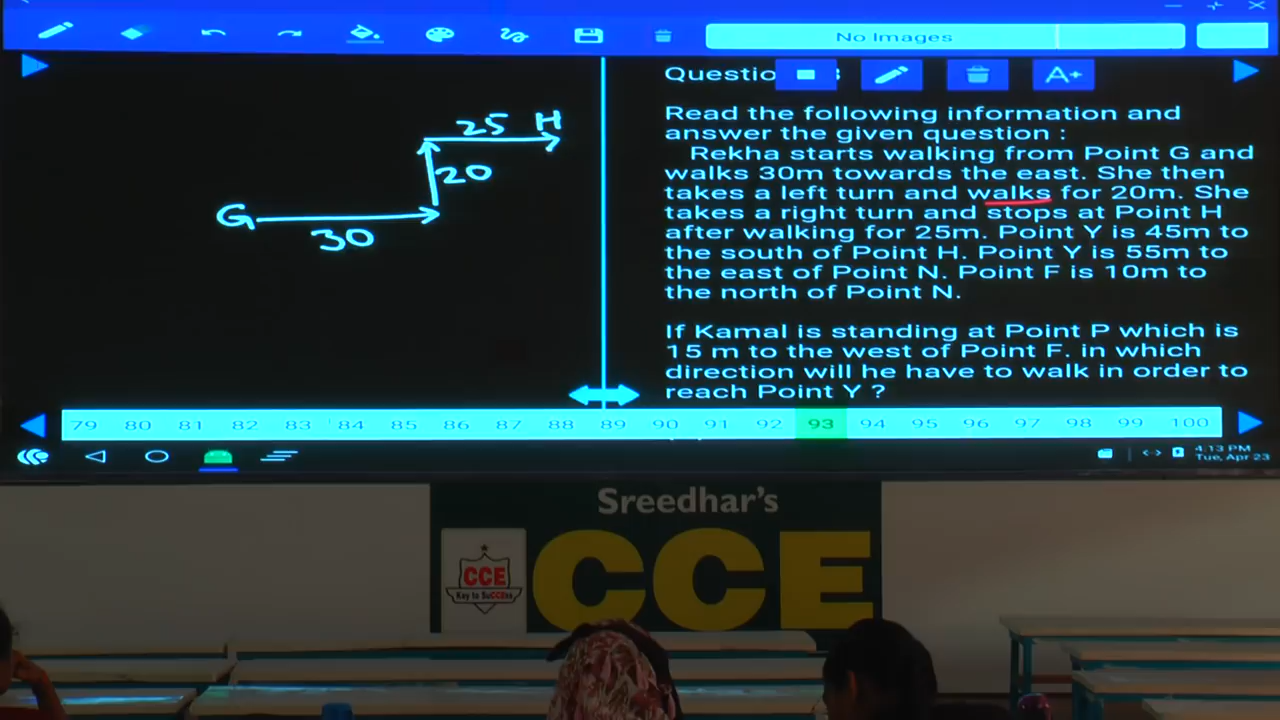 No Images
Questio
A+
25 H
20
G
30
Read the following information and
answer the given question :
Rekha starts walking from Point G and
walks 30m towards the east. She then
takes a left turn and walks for 20m. She
takes a right turn and stops at Point H
after walking for 25m. Point Y is 45m to
the south of Point H. Point Y is 55m to
the east of Point N. Point F is 10m to
the north of Point N.
If Kamal is standing at Point P which is
15 m to the west of Point F. in which
direction will he have to walk in order to
reach Point Y ?
79 80 81 82 83 84 85 86 87 88 89 90 91 92 93 94 95 96 97 98 99 100
4:13 PM
Tue, Apr 23
Sreedhar's
CCE
CCE
Key to SuCCEss